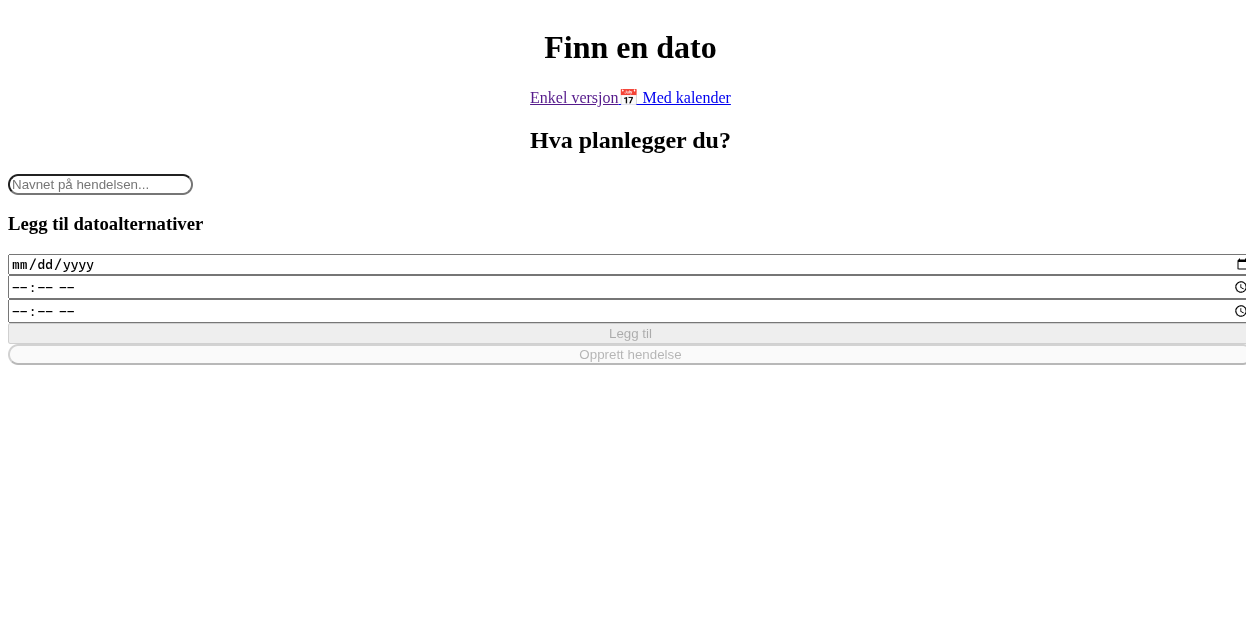 Finn en dato
Enkel versjon📅 Med kalender
Hva planlegger du?
Navnet på hendelsen...
Legg til datoalternativer
mm/dd/yyyy
--:-- --
--:-- --
Legg til
Opprett hendelse